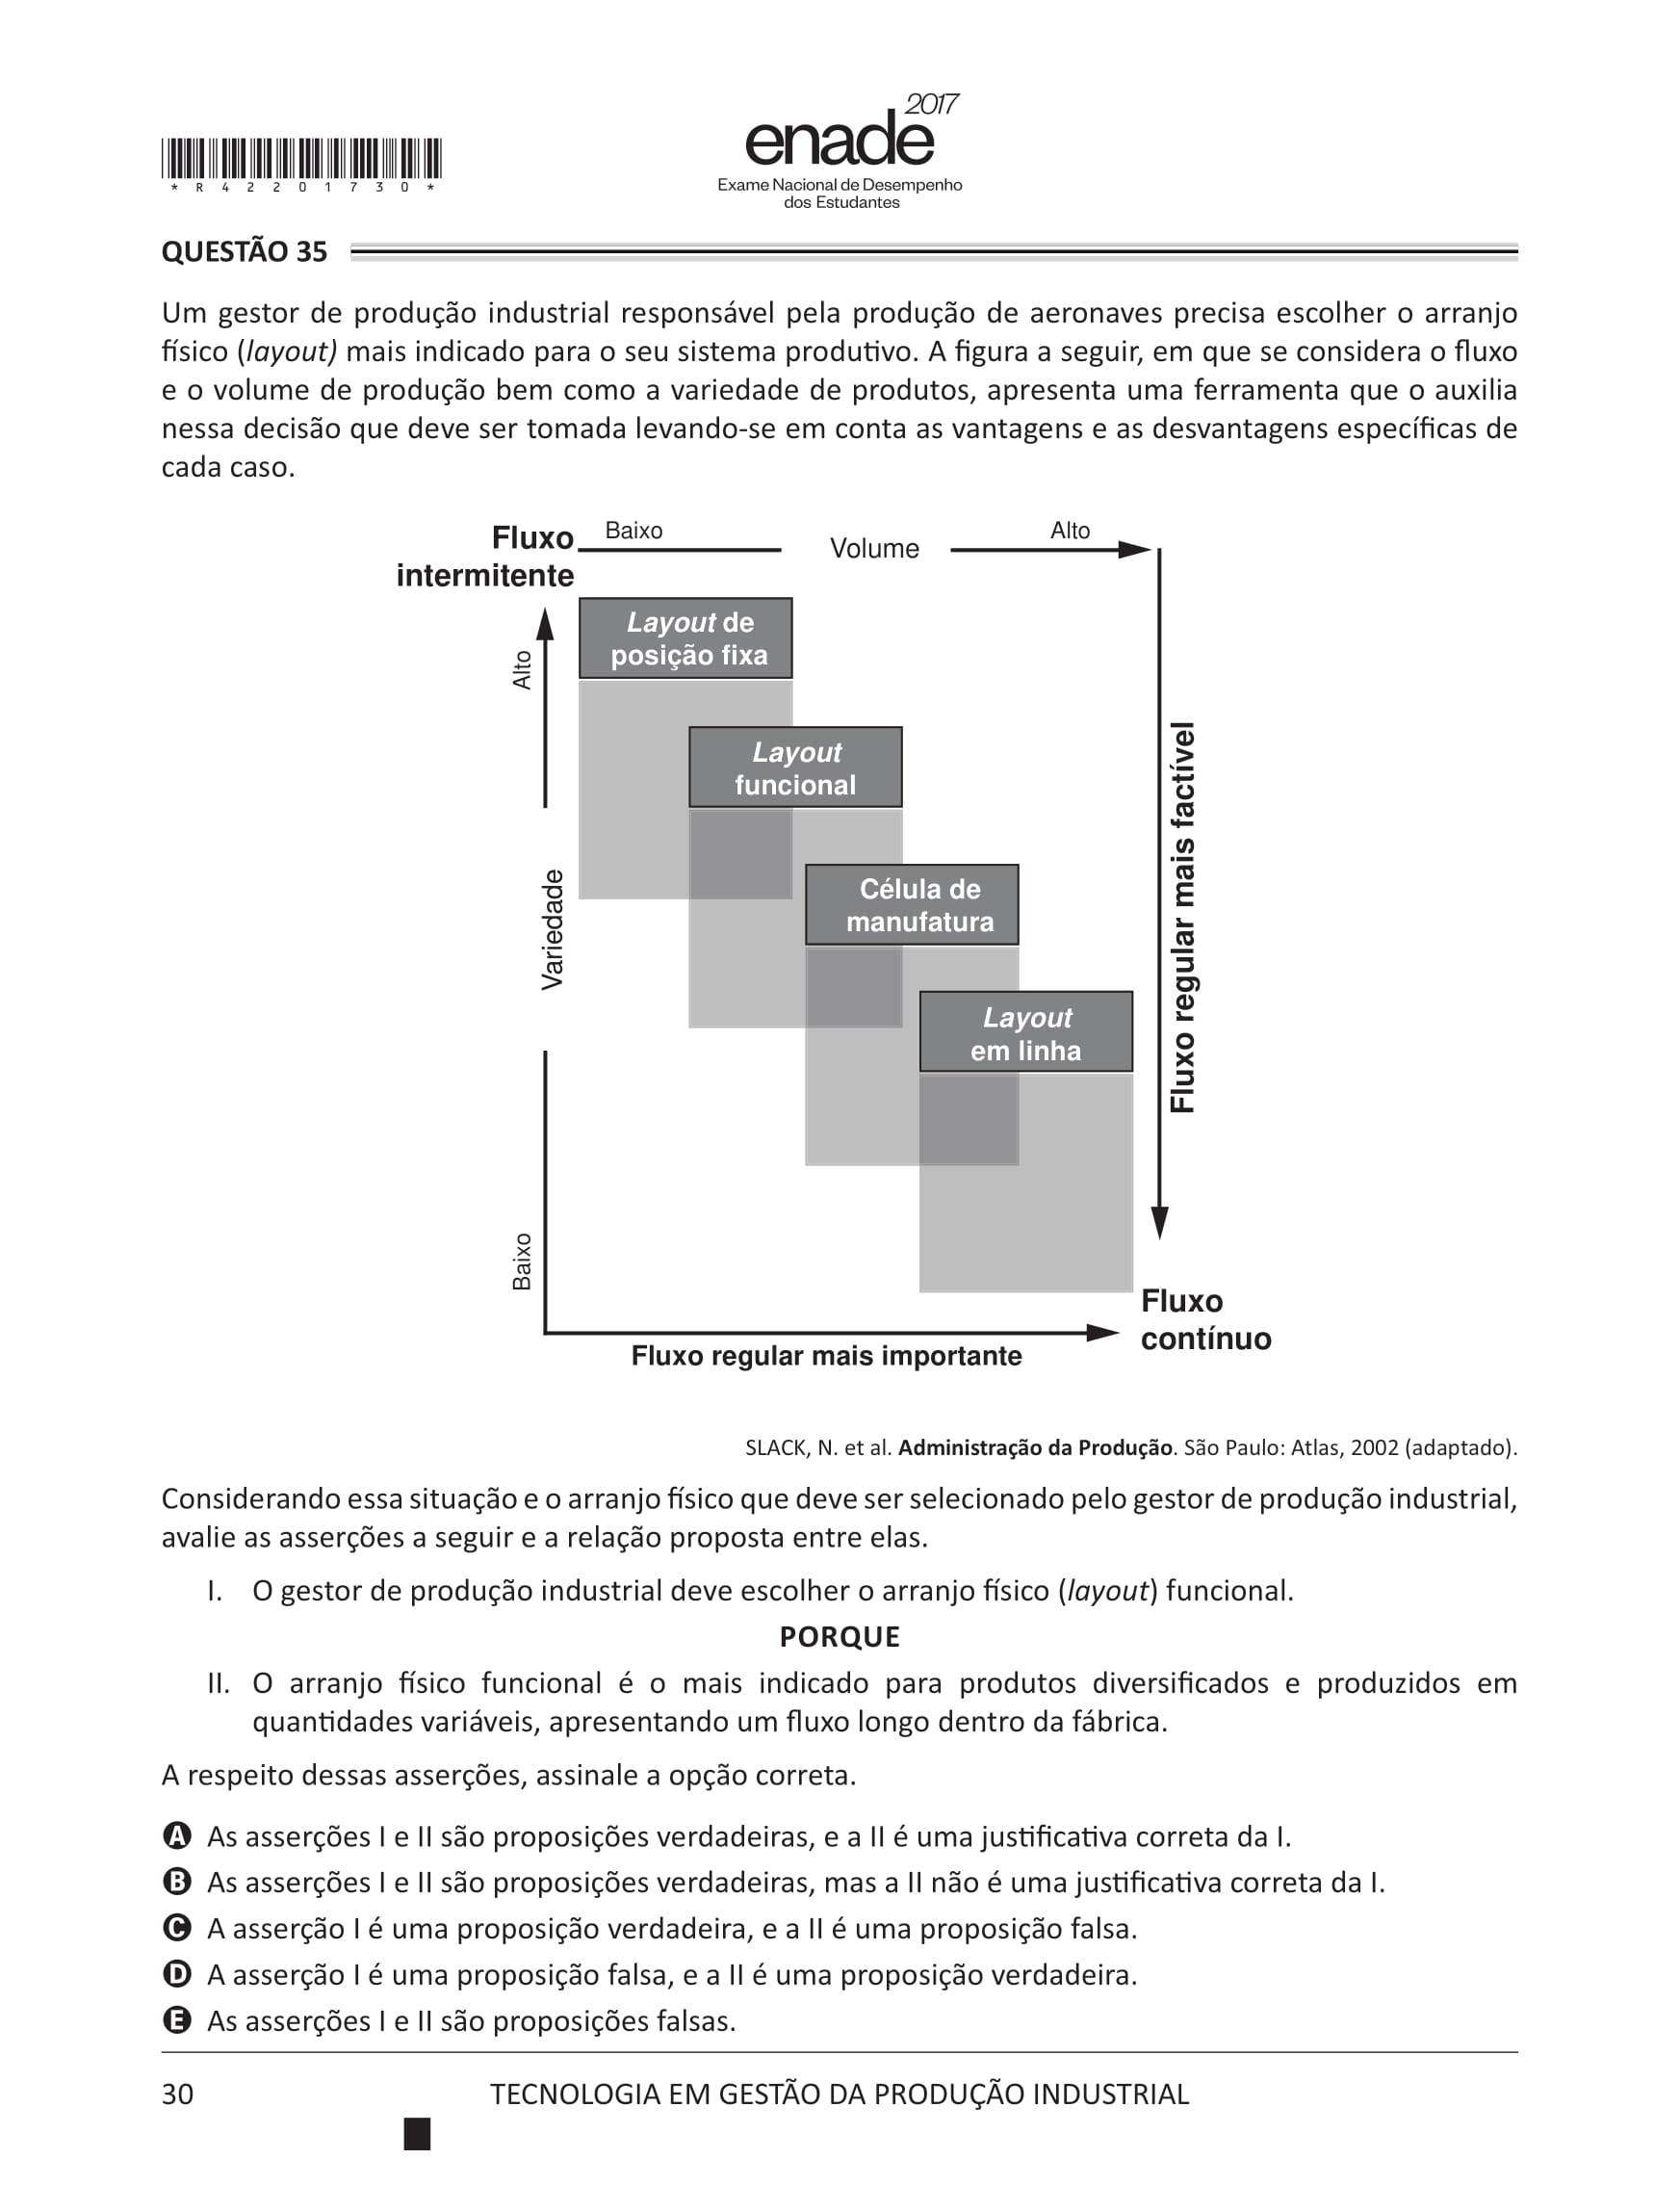 2017
enade
Exame Nacional de Desempenho
dos Estudantes
* R 4 2 2 0 1 7 3 0 *
QUESTÃO 35
Um gestor de produção industrial responsável pela produção de aeronaves precisa escolher o arranjo
físico (layout) mais indicado para o seu sistema produtivo. A figura a seguir, em que se considera o fluxo
e o volume de produção bem como a variedade de produtos, apresenta uma ferramenta que o auxilia
nessa decisão que deve ser tomada levando-se em conta as vantagens e as desvantagens específicas de
cada caso.
Fluxo
intermitente
Baixo
Volume
Alto
Layout de
posição fixa
Alto
Layout
funcional
Variedade
Célula de
manufatura
Layout
em linha
Fluxo regular mais factível
Baixo
Fluxo
contínuo
Fluxo regular mais importante
SLACK, N. et al. Administração da Produção. São Paulo: Atlas, 2002 (adaptado).
Considerando essa situação e o arranjo físico que deve ser selecionado pelo gestor de produção industrial,
avalie as asserções a seguir e a relação proposta entre elas.
I. O gestor de produção industrial deve escolher o arranjo físico (layout) funcional.
PORQUE
II. O arranjo físico funcional é o mais indicado para produtos diversificados e produzidos em
quantidades variáveis, apresentando um fluxo longo dentro da fábrica.
A respeito dessas asserções, assinale a opção correta.
A As asserções I e II são proposições verdadeiras, e a II é uma justificativa correta da I.
B As asserções I e II são proposições verdadeiras, mas a II não é uma justificativa correta da I.
C A asserção I é uma proposição verdadeira, e a II é uma proposição falsa.
D A asserção I é uma proposição falsa, e a II é uma proposição verdadeira.
E As asserções I e II são proposições falsas.
30
TECNOLOGIA EM GESTÃO DA PRODUÇÃO INDUSTRIAL